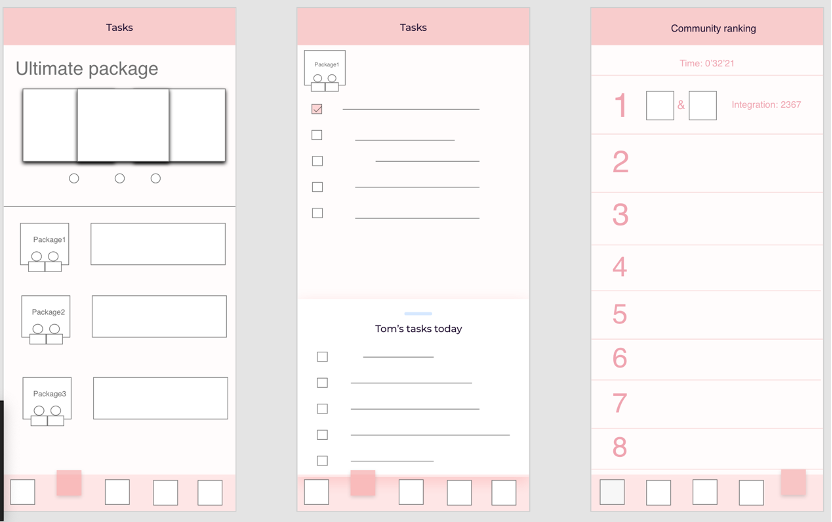 Tasks
Ultimate package
Package1
Package2
Package3
Tasks
Package1
Tom's tasks today
Community ranking
Time: 0'32'21
1 & Integration: 2367
2
3
4
5
6
7
8